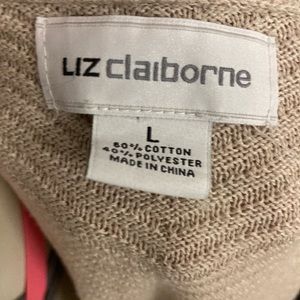 LIZ claiborne
L
60% COTTON
40% POLYESTER
MADE IN CHINA